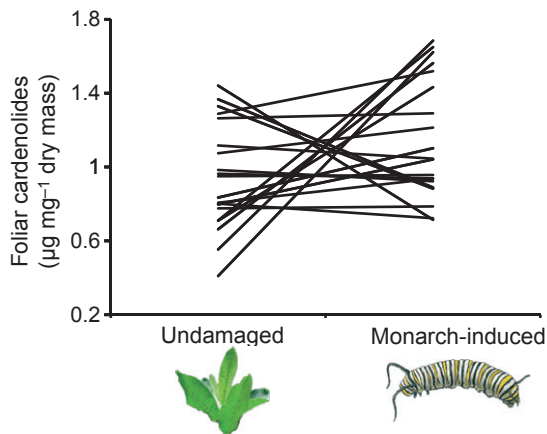 Foliar cardenolides
(µg mg⁻¹ dry mass)
1.8
1.4
1
0.6
0.2
Undamaged Monarch-induced